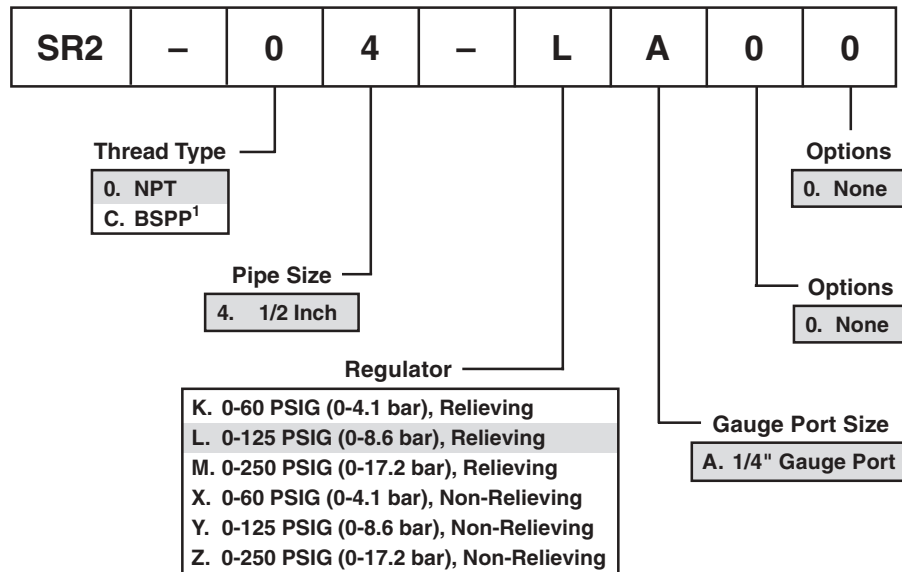 SR2 – 0 4 – L A 0 0
Thread Type
0. NPT
C. BSPP1
Options
0. None
Pipe Size
4. 1/2 Inch
Options
0. None
Regulator
K. 0-60 PSIG (0-4.1 bar), Relieving
L. 0-125 PSIG (0-8.6 bar), Relieving
M. 0-250 PSIG (0-17.2 bar), Relieving
X. 0-60 PSIG (0-4.1 bar), Non-Relieving
Y. 0-125 PSIG (0-8.6 bar), Non-Relieving
Z. 0-250 PSIG (0-17.2 bar), Non-Relieving
Gauge Port Size
A. 1/4" Gauge Port